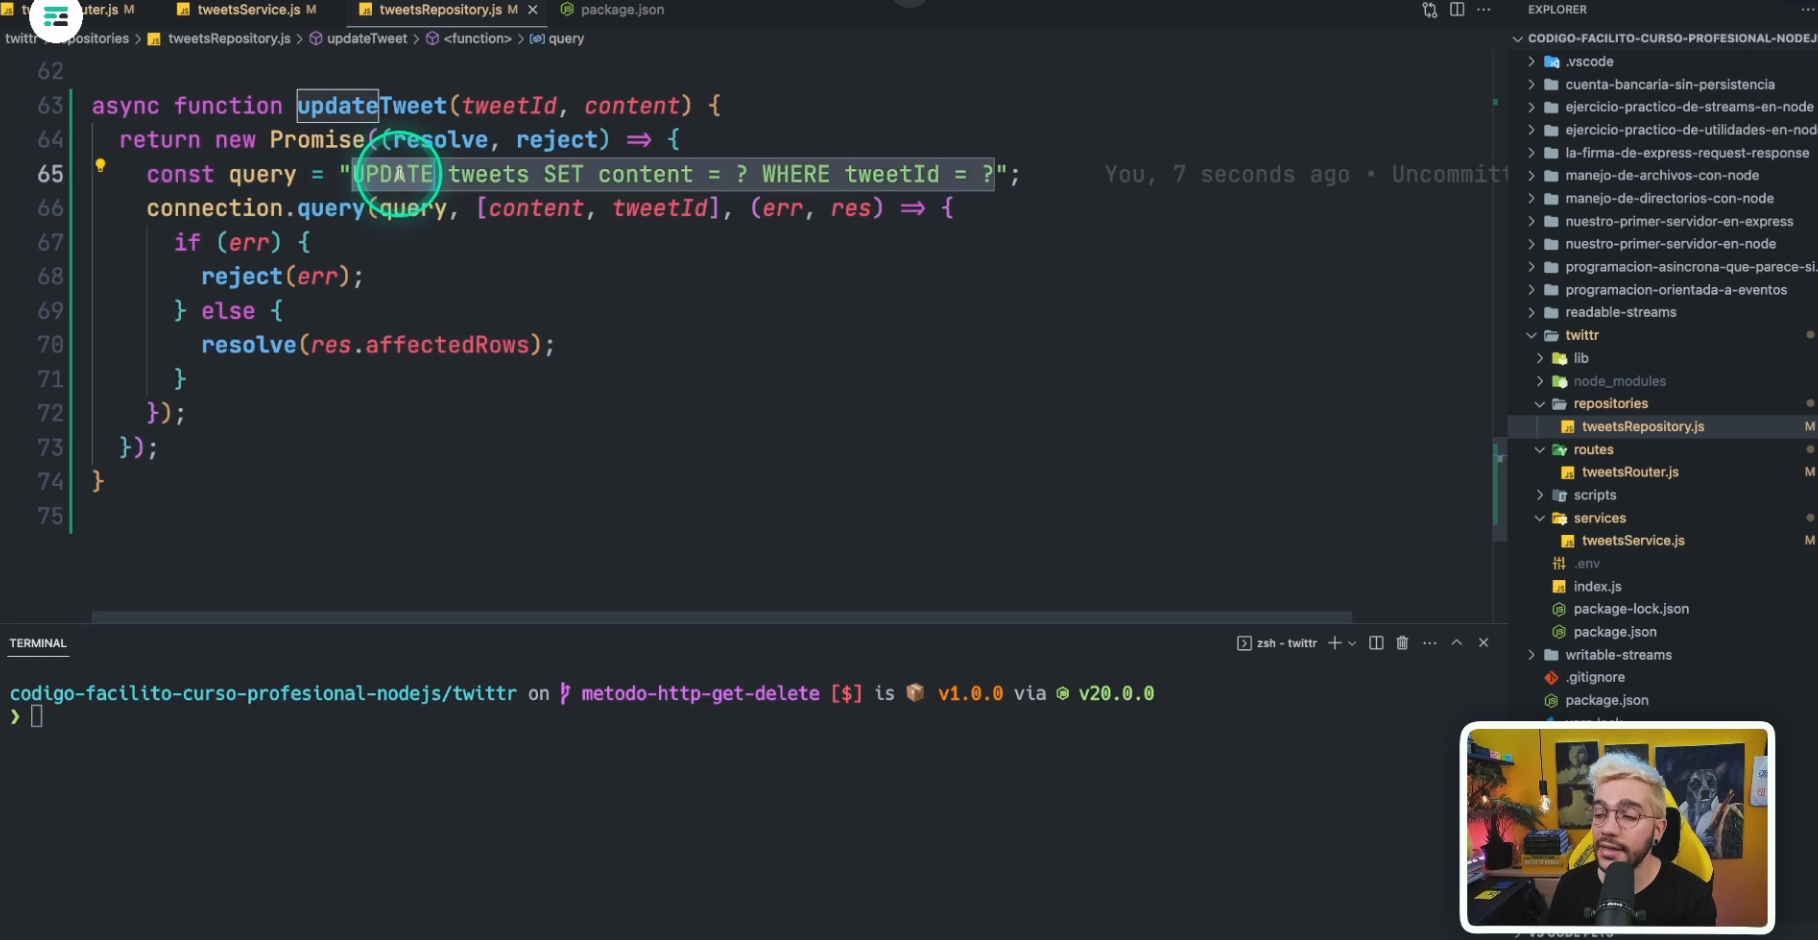 uter.js M
tweetsService.js M
tweetsRepository.js M
package.json
twittr
ositories > tweetsRepository.js > updateTweet > <function> > query
62
63 async function updateTweet(tweetId, content) {
64 return new Promise((resolve, reject) => {
65 const query = "UPDATE tweets SET content = ? WHERE tweetId = ?"; You, 7 seconds ago • Uncommitt
66 connection.query(query, [content, tweetId], (err, res) => {
67 if (err) {
68 reject(err);
69 } else {
70 resolve(res.affectedRows);
71 }
72 });
73 });
74 }
75
TERMINAL
zsh - twittr
codigo-facilito-curso-profesional-nodejs/twittr on metodo-http-get-delete [$] is v1.0.0 via v20.0.0
❯
EXPLORER
CODIGO-FACILITO-CURSO-PROFESIONAL-NODEJ
.vscode
cuenta-bancaria-sin-persistencia
ejercicio-practico-de-streams-en-node
ejercicio-practico-de-utilidades-en-nod
la-firma-de-express-request-response
manejo-de-archivos-con-node
manejo-de-directorios-con-node
nuestro-primer-servidor-en-express
nuestro-primer-servidor-en-node
programacion-asincrona-que-parece-si.
programacion-orientada-a-eventos
readable-streams
twittr
lib
node_modules
repositories
tweetsRepository.js M
routes
tweetsRouter.js M
scripts
services
tweetsService.js M
.env
index.js
package-lock.json
package.json
writable-streams
.gitignore
package.json